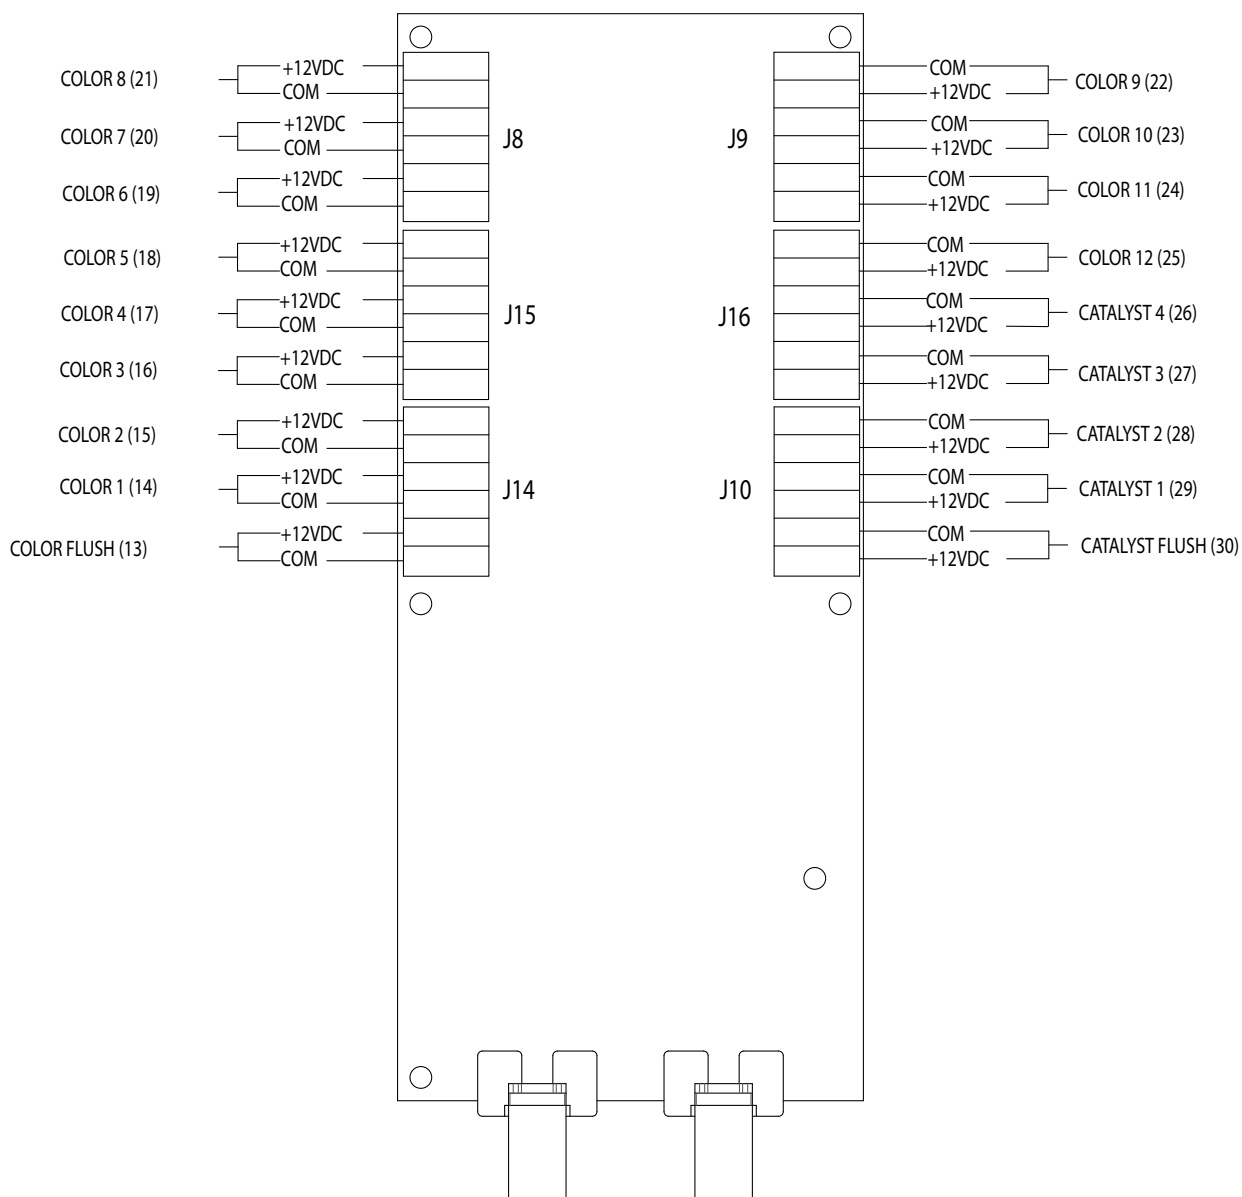 COLOR 8 (21)
+12VDC
COM
COLOR 7 (20)
+12VDC
COM
COLOR 6 (19)
+12VDC
COM
J8
COLOR 5 (18)
+12VDC
COM
COLOR 4 (17)
+12VDC
COM
COLOR 3 (16)
+12VDC
COM
J15
COLOR 2 (15)
+12VDC
COM
COLOR 1 (14)
+12VDC
COM
COLOR FLUSH (13)
+12VDC
COM
J14
J9
COM
+12VDC
COLOR 9 (22)
COM
+12VDC
COLOR 10 (23)
COM
+12VDC
COLOR 11 (24)
J16
COM
+12VDC
COLOR 12 (25)
COM
+12VDC
CATALYST 4 (26)
COM
+12VDC
CATALYST 3 (27)
J10
COM
+12VDC
CATALYST 2 (28)
COM
+12VDC
CATALYST 1 (29)
COM
+12VDC
CATALYST FLUSH (30)